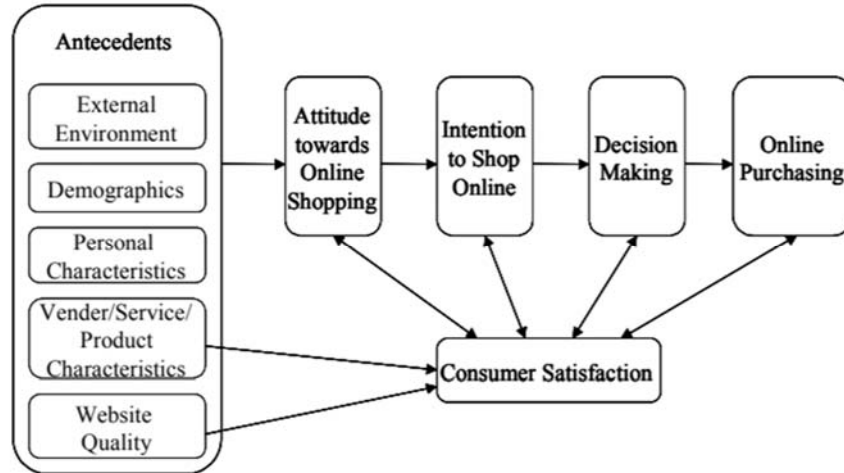 Antecedents
External
Environment
Demographics
Personal
Characteristics
Vender/Service/
Product
Characteristics
Website
Quality
Attitude
towards
Online
Shopping
Intention
to Shop
Online
Decision
Making
Online
Purchasing
Consumer Satisfaction